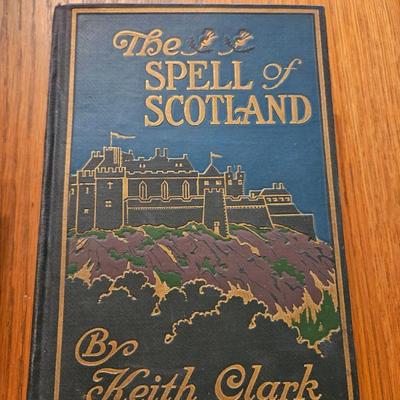 The
SPELL of
SCOTLAND
By
Keith Clark